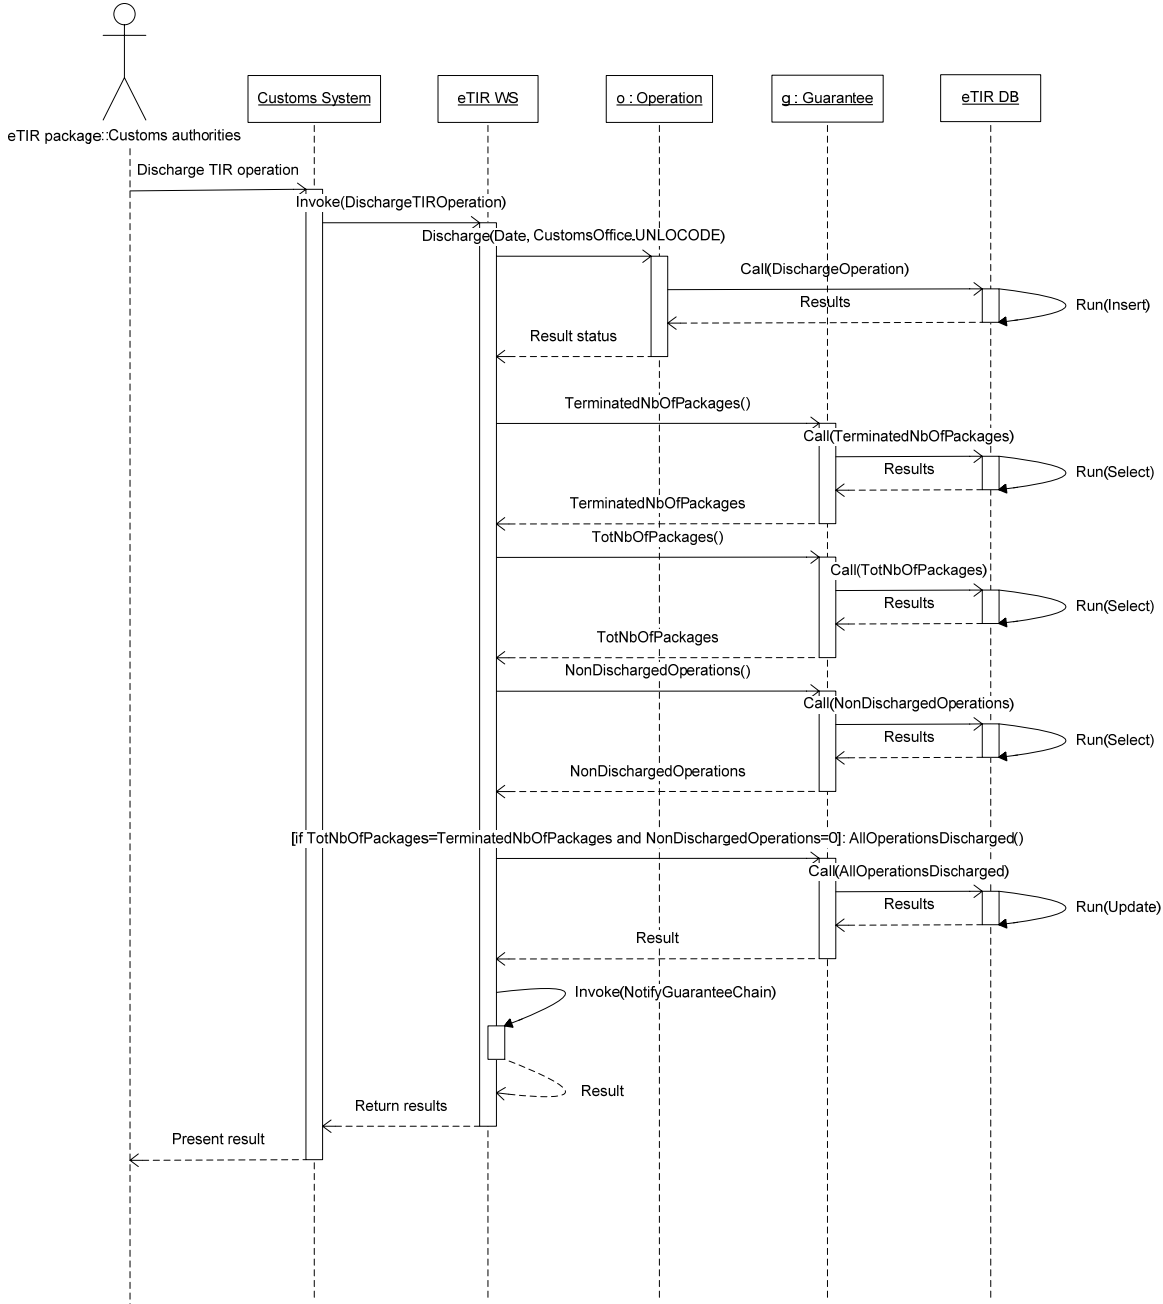 Customs System
eTIR WS
o : Operation
g : Guarantee
eTIR DB
eTIR package::Customs authorities
Discharge TIR operation
Invoke(DischargeTIROperation)
Discharge(Date, CustomsOffice.UNLOCODE)
Call(DischargeOperation)
Results
Run(Insert)
Result status
TerminatedNbOfPackages()
Call(TerminatedNbOfPackages)
Results
Run(Select)
TerminatedNbOfPackages
TotNbOfPackages()
Call(TotNbOfPackages)
Results
Run(Select)
TotNbOfPackages
NonDischargedOperations()
Call(NonDischargedOperations)
Results
Run(Select)
NonDischargedOperations
[if TotNbOfPackages=TerminatedNbOfPackages and NonDischargedOperations=0]: AllOperationsDischarged()
Call(AllOperationsDischarged)
Results
Run(Update)
Result
Invoke(NotifyGuaranteeChain)
Result
Return results
Present result